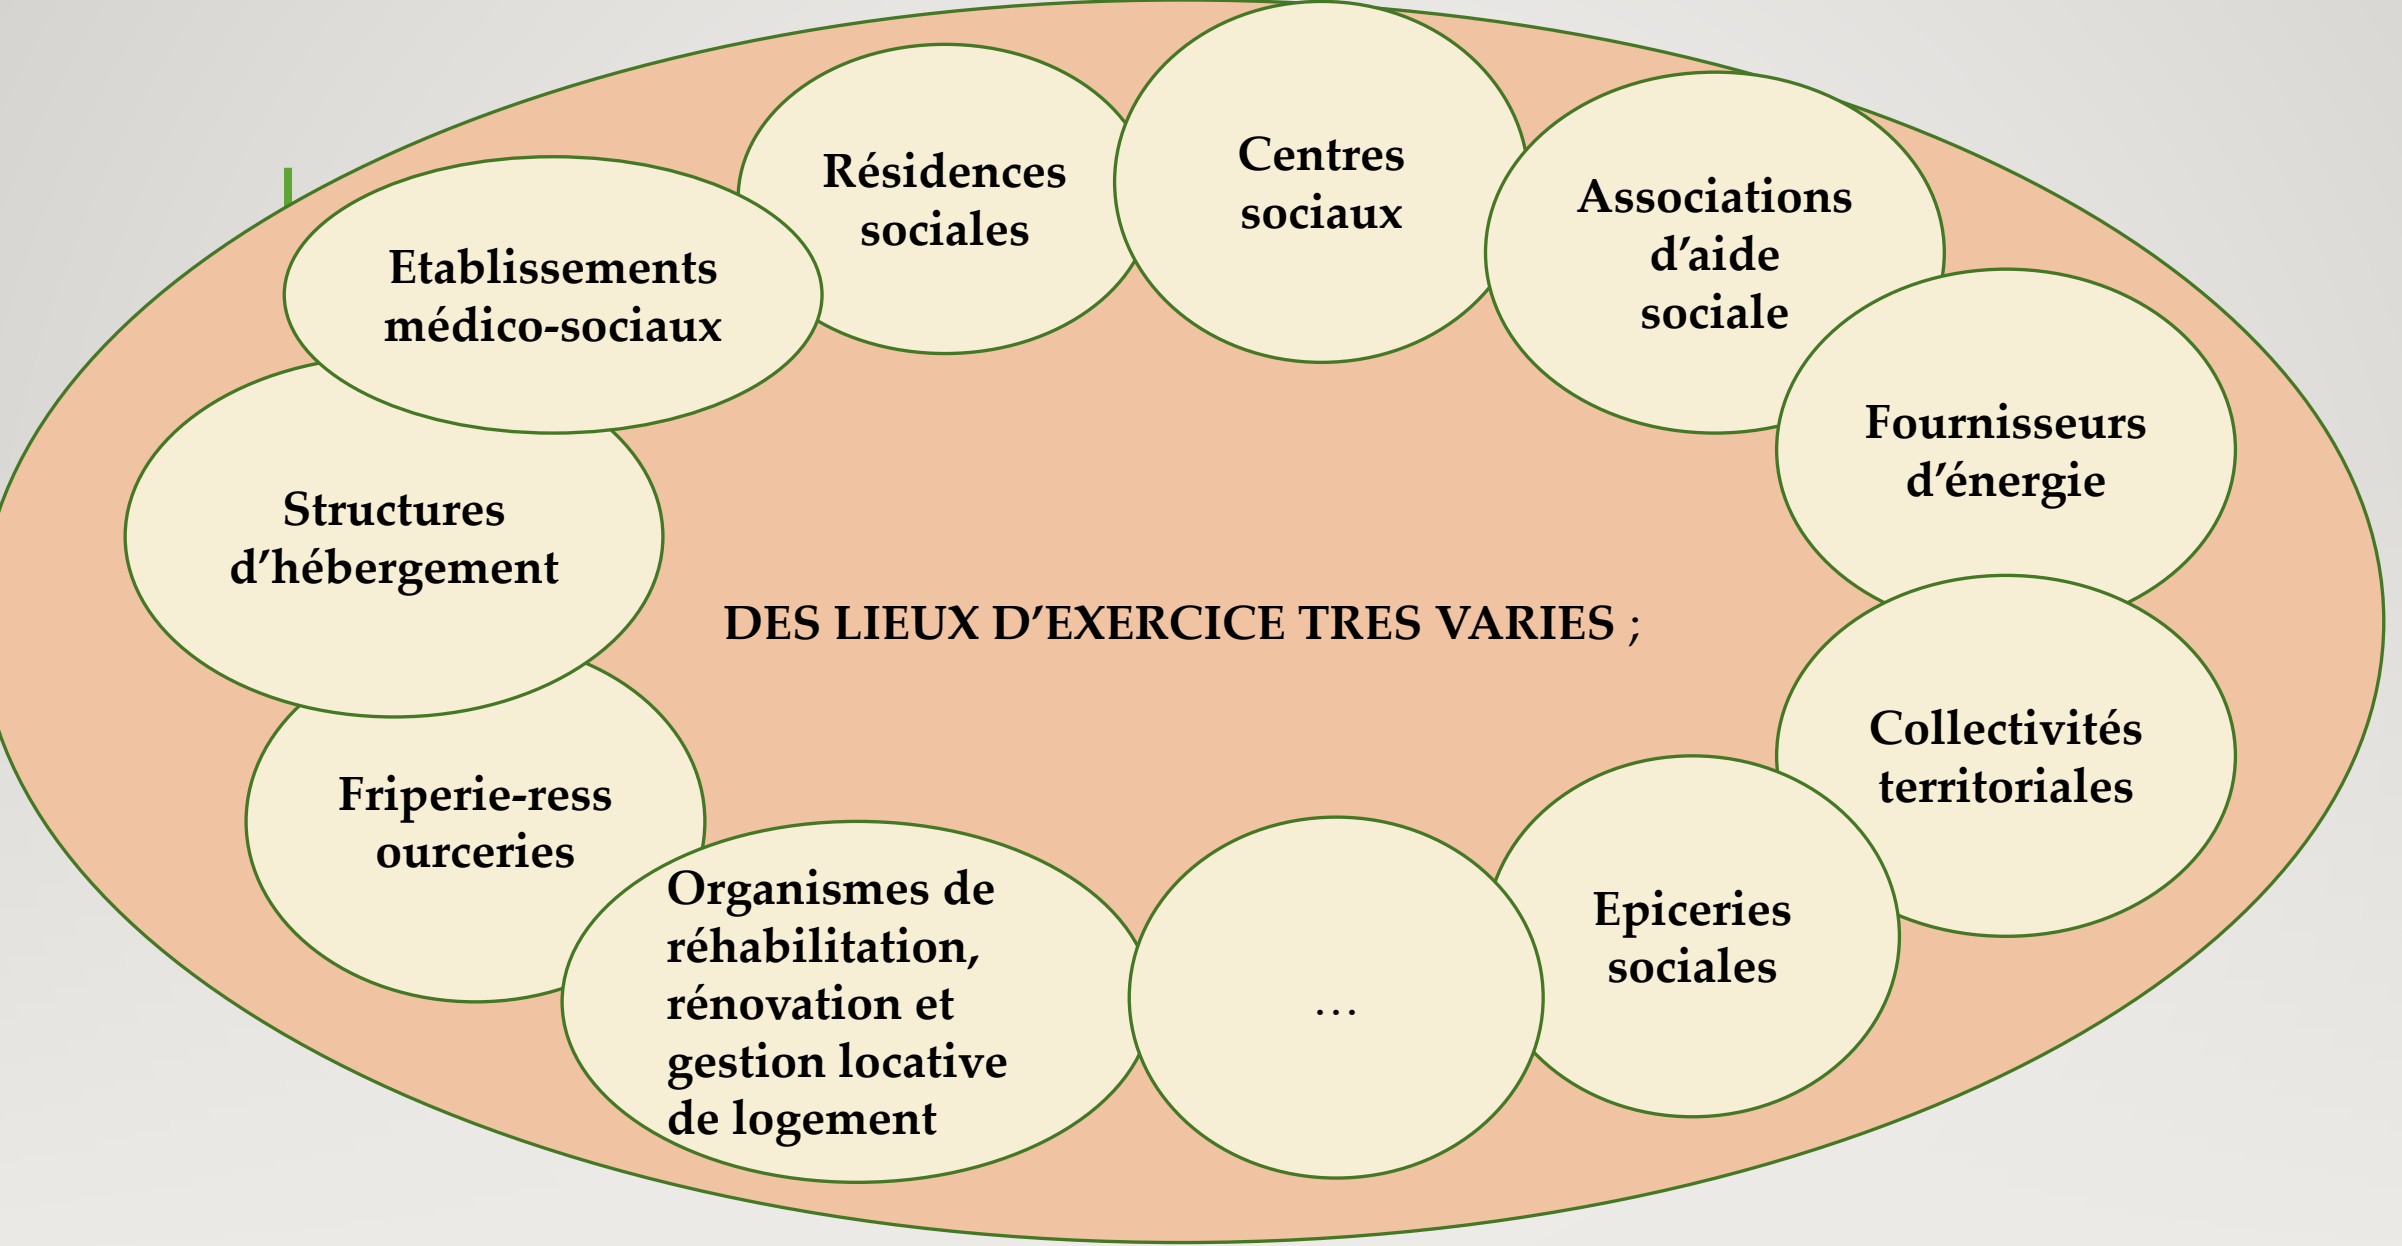 Résidences
sociales
Centres
sociaux
Associations
d’aide
sociale
Etablissements
médico-sociaux
Fournisseurs
d’énergie
Structures
d’hébergement
DES LIEUX D’EXERCICE TRES VARIES ;
Collectivités
territoriales
Friperie-ress
ourceries
Organismes de
réhabilitation,
rénovation et
gestion locative
de logement
…
Epiceries
sociales